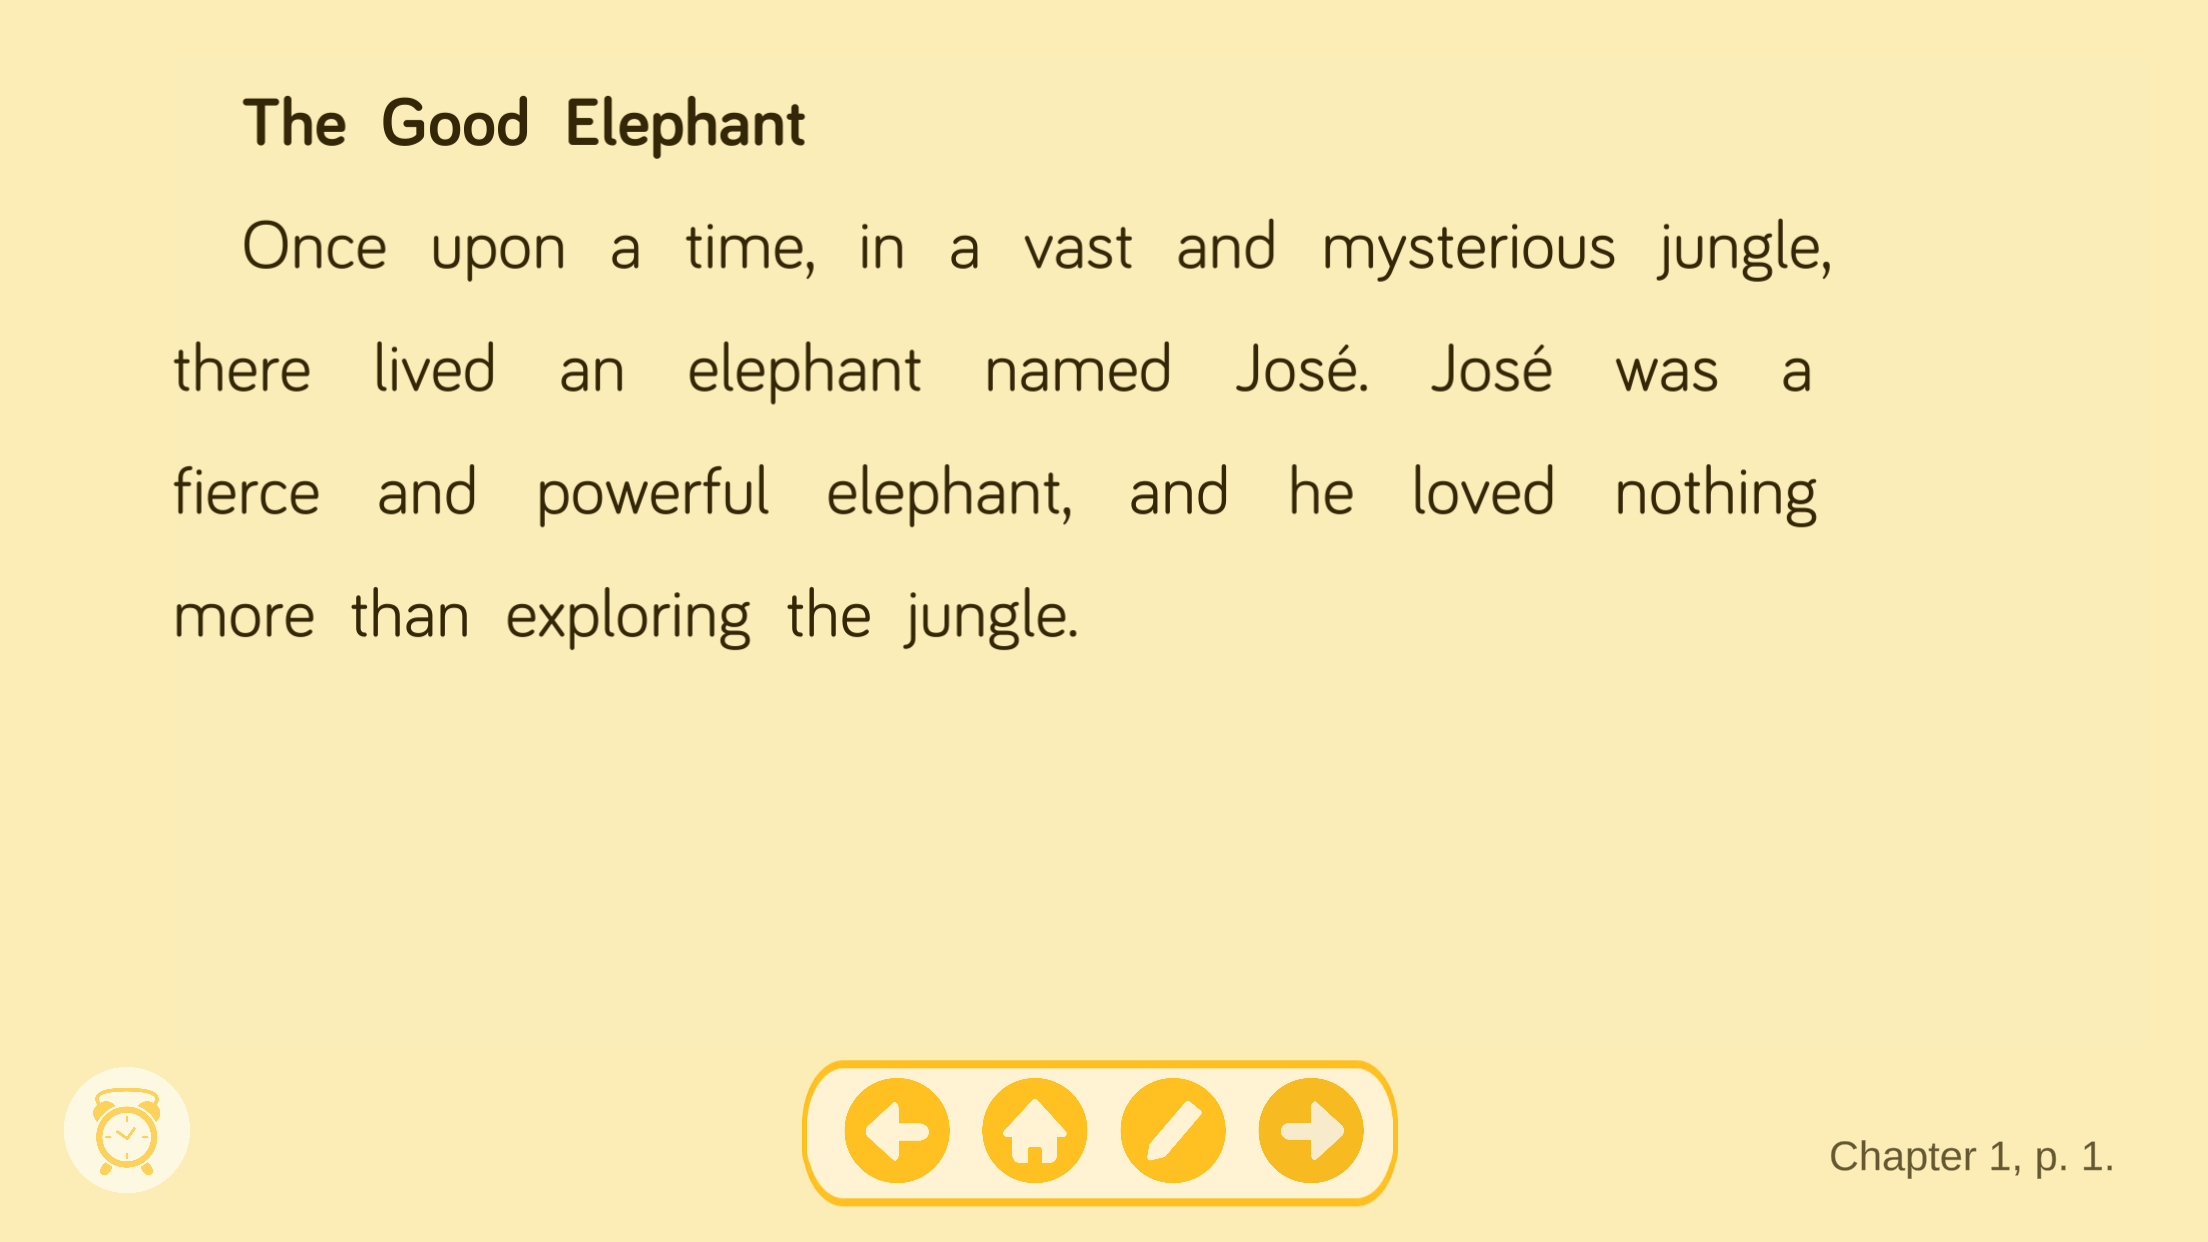 The Good Elephant
Once upon a time, in a vast and mysterious jungle,
there lived an elephant named José. José was a
fierce and powerful elephant, and he loved nothing
more than exploring the jungle.
Chapter 1, p. 1.